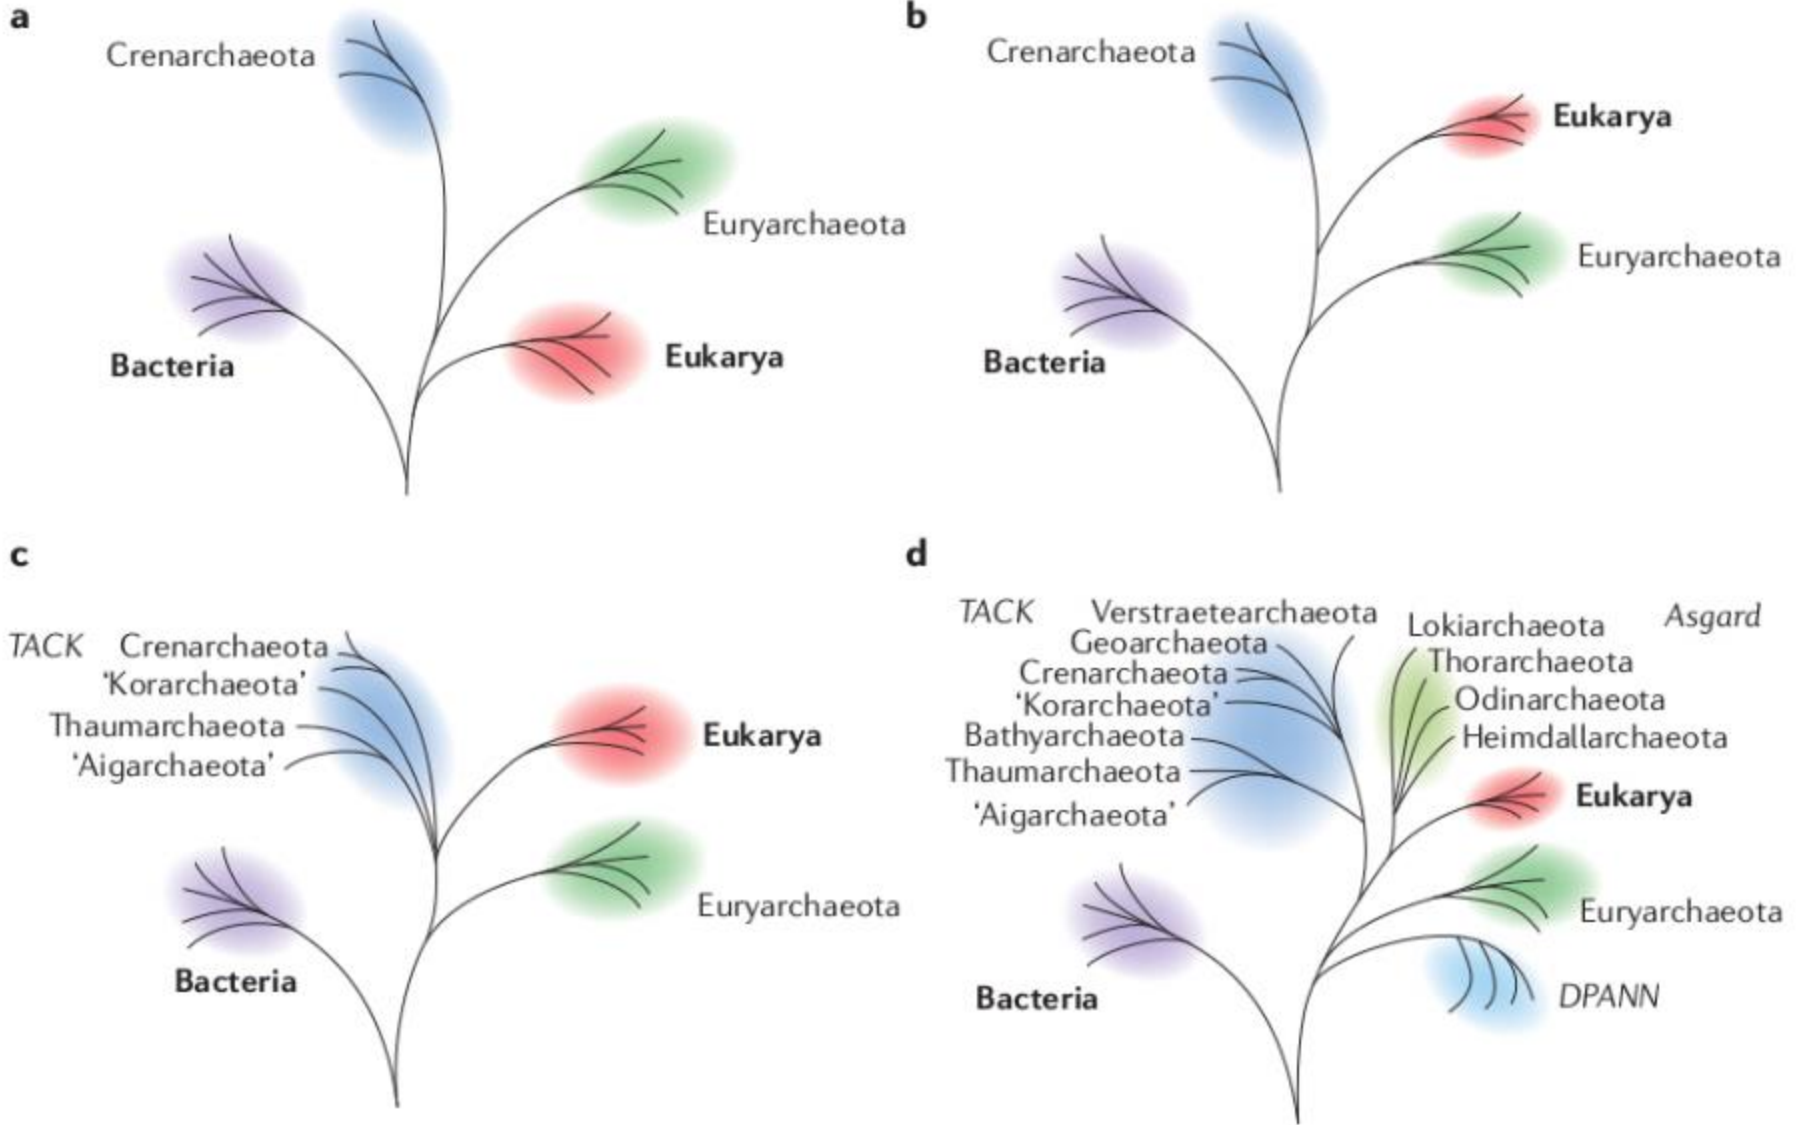 a
Crenarchaeota
Euryarchaeota
Bacteria
Eukarya
b
Crenarchaeota
Eukarya
Euryarchaeota
Bacteria
c
TACK Crenarchaeota
‘Korarchaeota’
Thaumarchaeota
‘Aigarchaeota’
Eukarya
Euryarchaeota
Bacteria
d
TACK Verstraetearchaeota
Geoarchaeota
Crenarchaeota
‘Korarchaeota’
Bathyarchaeota
Thaumarchaeota
‘Aigarchaeota’
Lokiarchaeota Asgard
Thorarchaeota
Odinarchaeota
Heimdallarchaeota
Eukarya
Euryarchaeota
DPANN
Bacteria